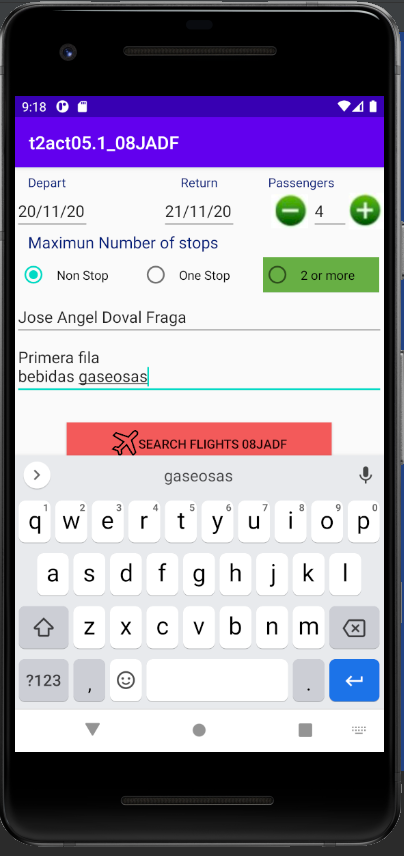 9:18
t2act05.1_08JADF
Depart Return Passengers
20/11/20 21/11/20 4
Maximun Number of stops
Non Stop One Stop 2 or more
Jose Angel Doval Fraga
Primera fila
bebidas gaseosas
SEARCH FLIGHTS 08JADF
gaseosas
1 2 3 4 5 6 7 8 9 0
q w e r t y u i o p
a s d f g h j k l
z x c v b n m
?123 , .